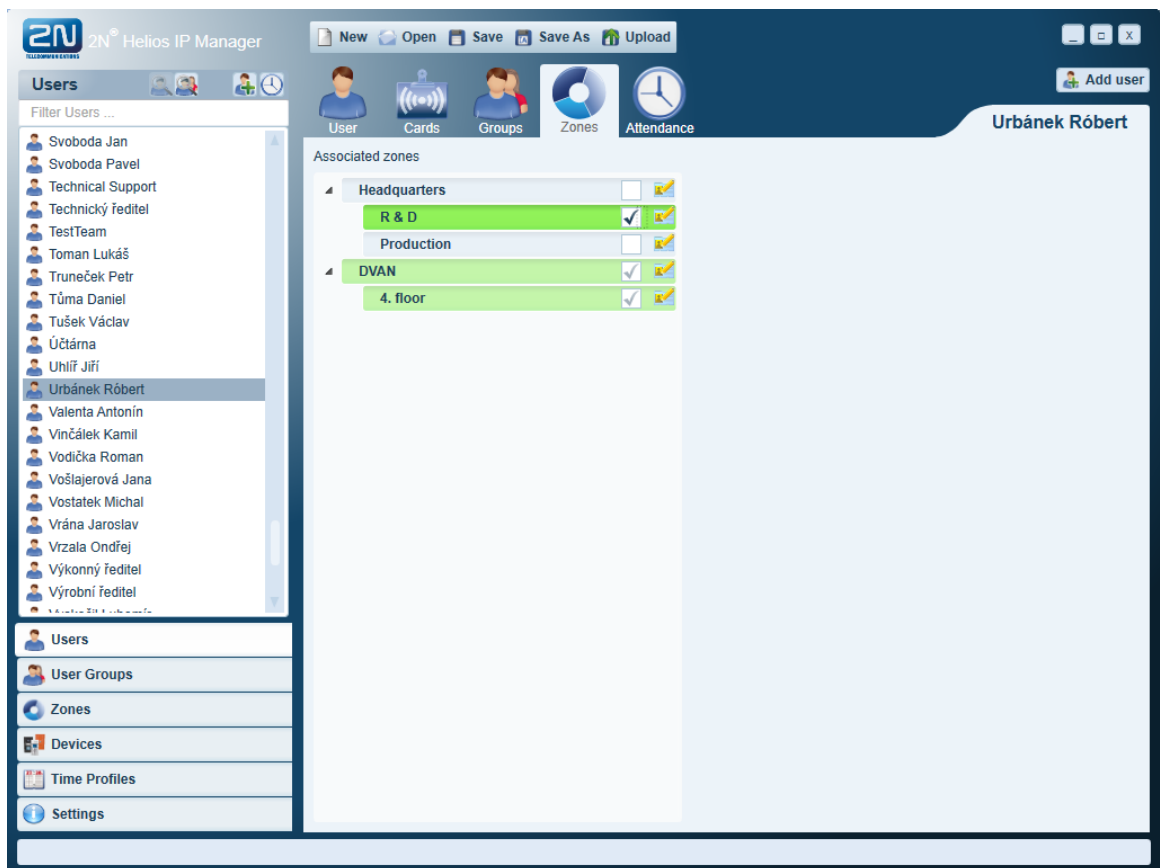 2N
TELECOMMUNICATIONS
2N® Helios IP Manager
New Open Save Save As Upload
_ □ X
Users
Filter Users ...
Svoboda Jan
Svoboda Pavel
Technical Support
Technický ředitel
TestTeam
Toman Lukáš
Truneček Petr
Tůma Daniel
Tušek Václav
Účtárna
Uhlíř Jiří
Urbánek Róbert
Valenta Antonín
Vinčálek Kamil
Vodička Roman
Vošlajerová Jana
Vostatek Michal
Vrána Jaroslav
Vrzala Ondřej
Výkonný ředitel
Výrobní ředitel
Users
User Groups
Zones
Devices
Time Profiles
Settings
User Cards Groups Zones Attendance
Add user
Urbánek Róbert
Associated zones
Headquarters
R & D
Production
DVAN
4. floor